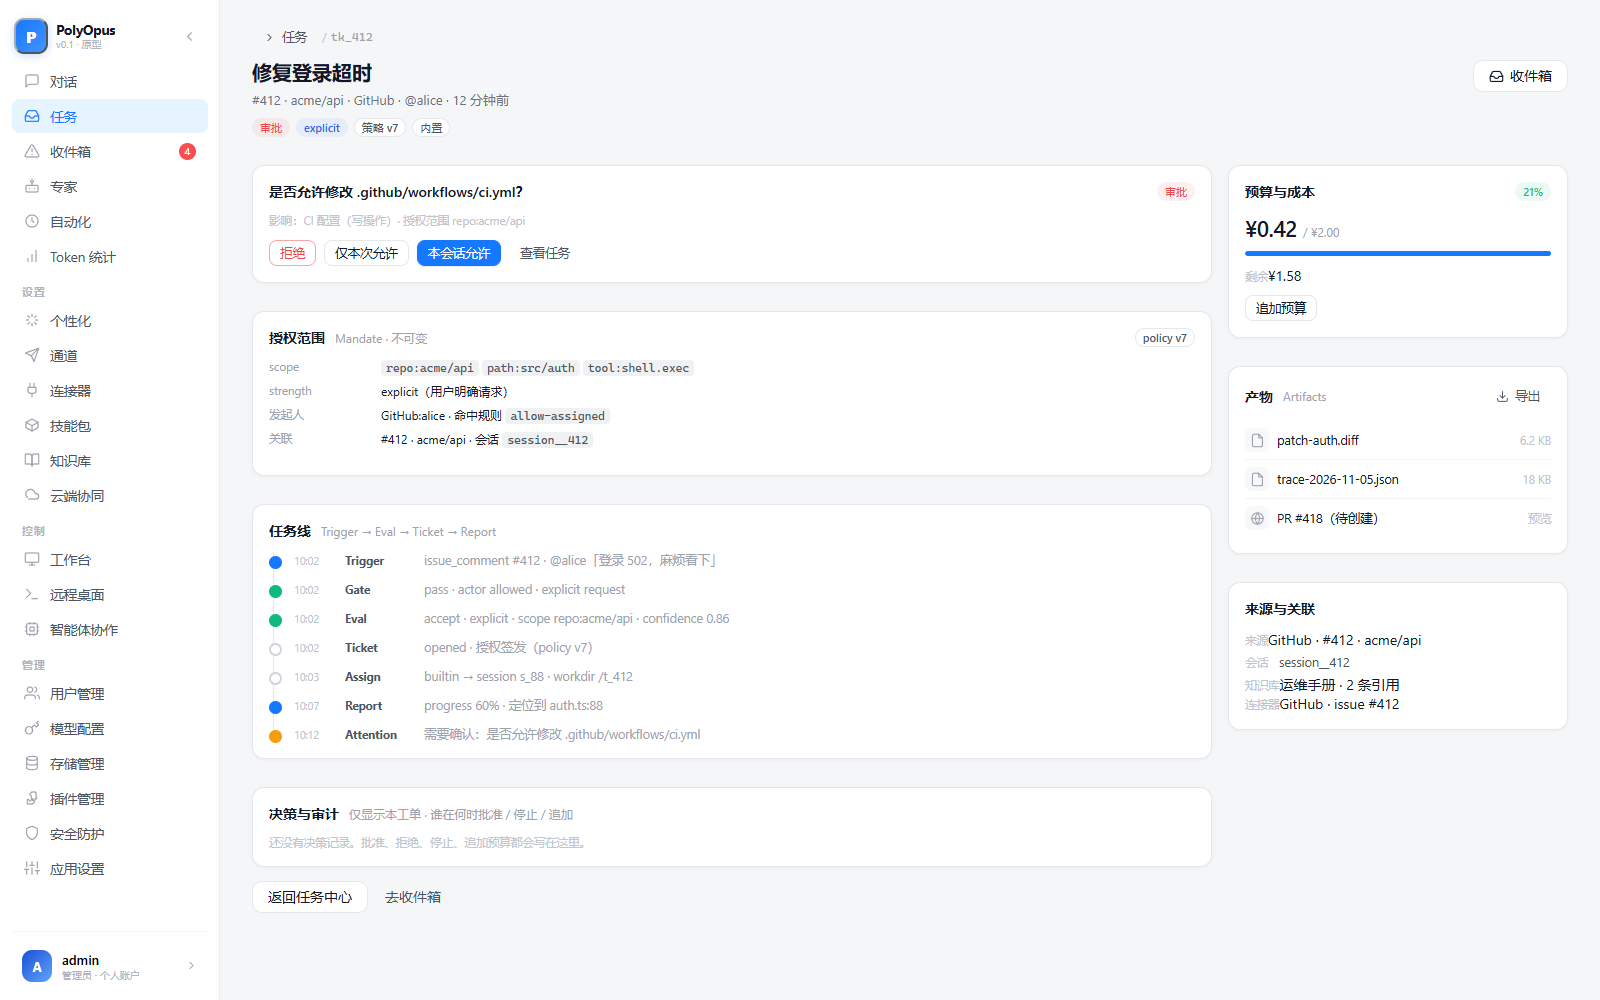 P
PolyOpus
v0.1 · 原型
对话
任务
收件箱
4
专家
自动化
Token 统计
设置
个性化
通道
连接器
技能包
知识库
云端协同
控制
工作台
远程桌面
智能体协作
管理
用户管理
模型配置
存储管理
插件管理
安全防护
应用设置
A
admin
管理员 · 个人账户
任务 / tk_412
修复登录超时
#412 · acme/api · GitHub · @alice · 12 分钟前
审批 explicit 策略 v7 内置
收件箱
是否允许修改 .github/workflows/ci.yml?
审批
影响：CI 配置（写操作）· 授权范围 repo:acme/api
拒绝 仅本次允许 本会话允许 查看任务
授权范围 Mandate · 不可变
policy v7
scope repo:acme/api path:src/auth tool:shell.exec
strength explicit（用户明确请求）
发起人 GitHub:alice · 命中规则 allow-assigned
关联 #412 · acme/api · 会话 session__412
任务线 Trigger → Eval → Ticket → Report
10:02 Trigger issue_comment #412 · @alice「登录 502，麻烦看下」
10:02 Gate pass · actor allowed · explicit request
10:02 Eval accept · explicit · scope repo:acme/api · confidence 0.86
10:02 Ticket opened · 授权签发（policy v7）
10:03 Assign builtin → session s_88 · workdir /t_412
10:07 Report progress 60% · 定位到 auth.ts:88
10:12 Attention 需要确认：是否允许修改 .github/workflows/ci.yml
决策与审计 仅显示本工单 · 谁在何时批准 / 停止 / 追加
还没有决策记录。批准、拒绝、停止、追加预算都会写在这里。
返回任务中心 去收件箱
预算与成本
21%
¥0.42 / ¥2.00
剩余¥1.58
追加预算
产物 Artifacts
导出
patch-auth.diff 6.2 KB
trace-2026-11-05.json 18 KB
PR #418（待创建） 预览
来源与关联
来源GitHub · #412 · acme/api
会话 session__412
知识库运维手册 · 2 条引用
连接器GitHub · issue #412